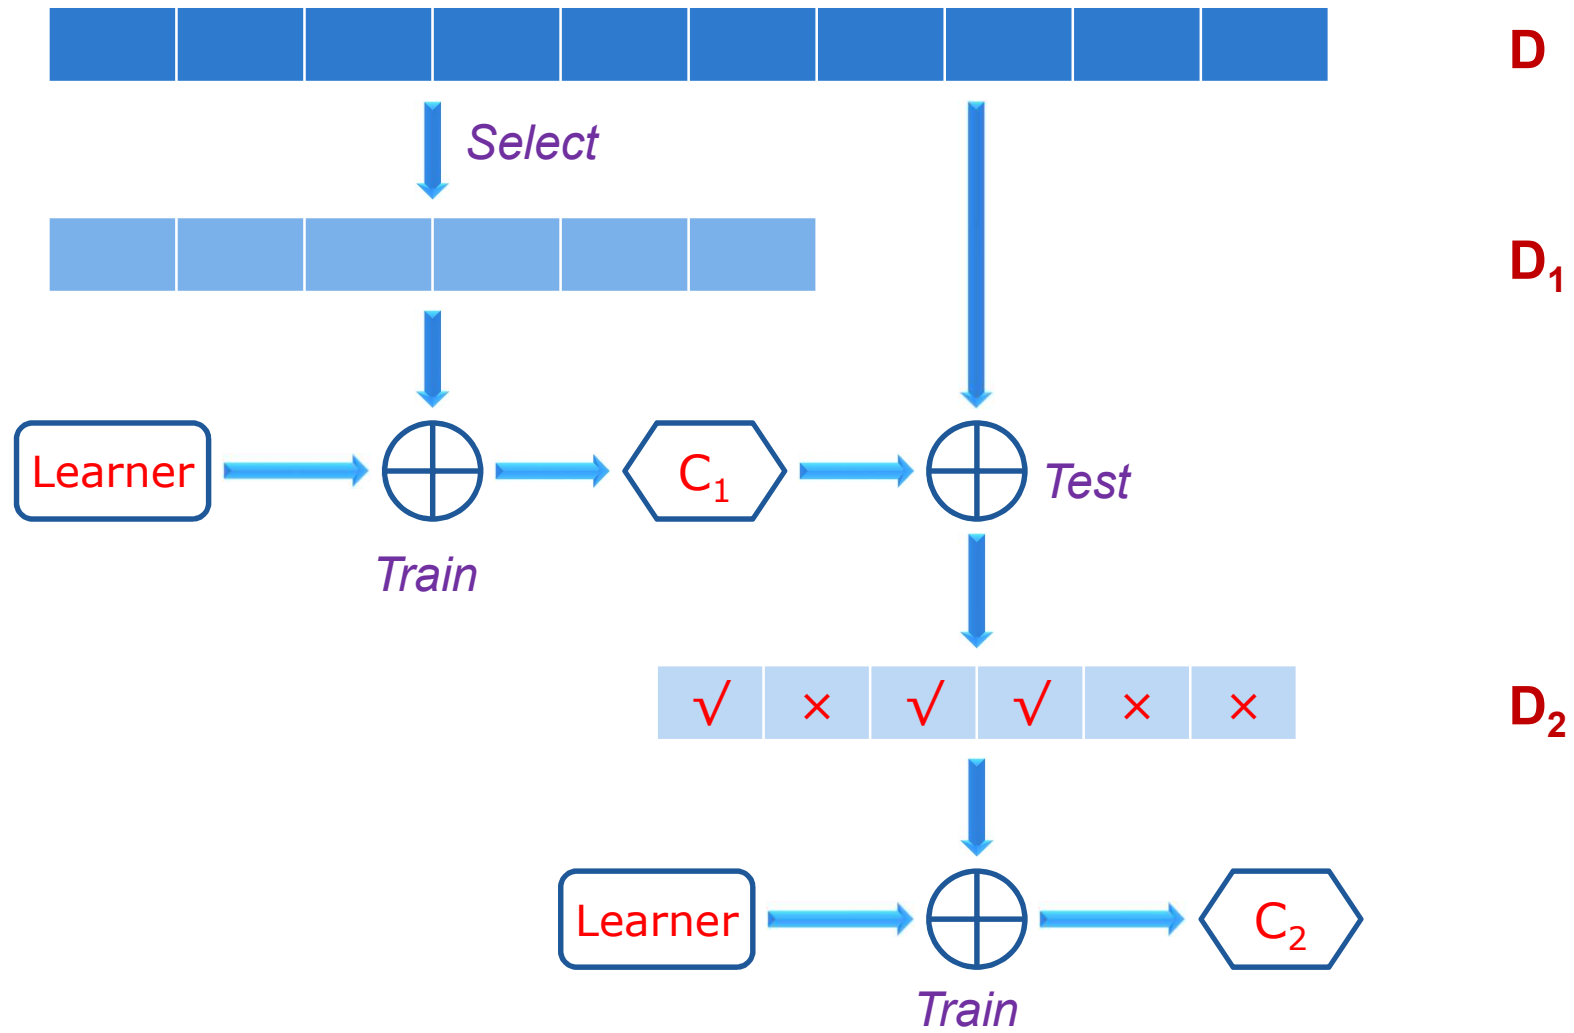 D
Select
D₁
Learner
C₁
Test
Train
√ × √ √ × ×
D₂
Learner
C₂
Train